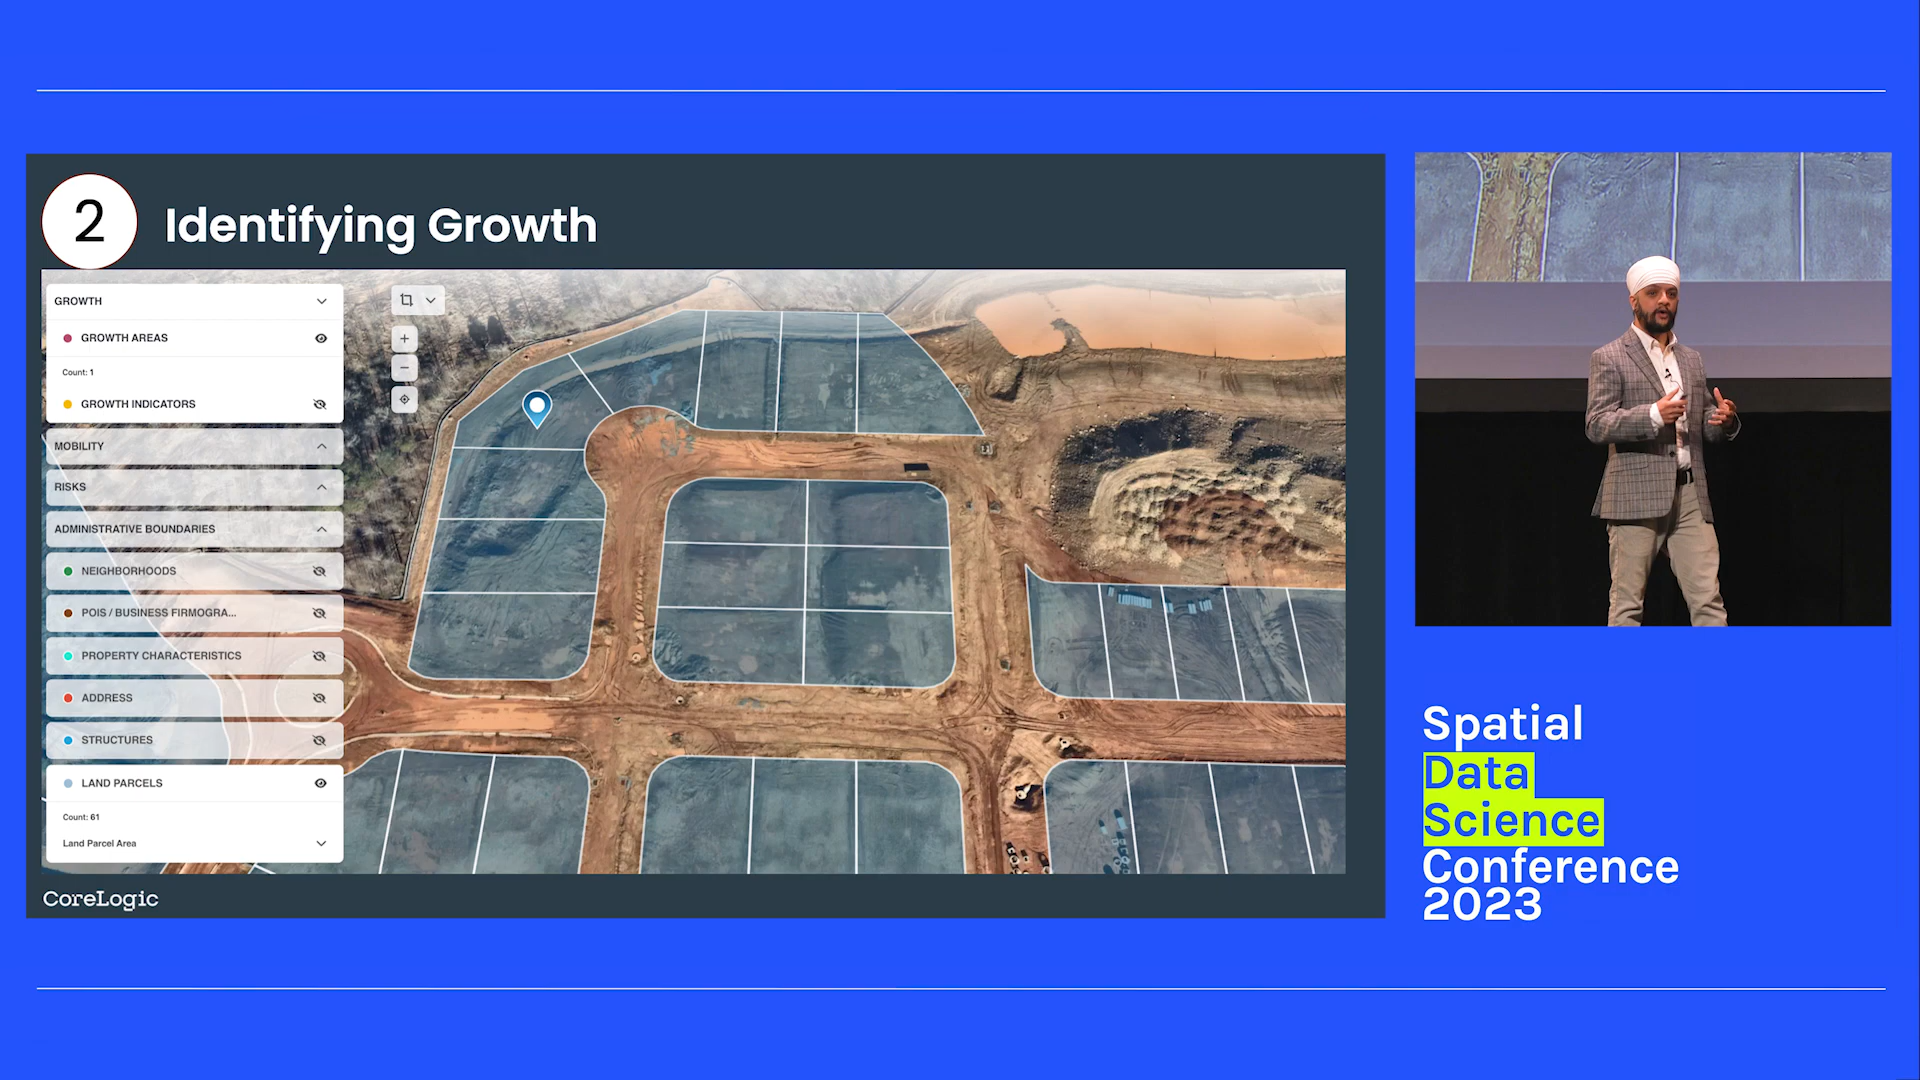 2
Identifying Growth
GROWTH
GROWTH AREAS
Count: 1
GROWTH INDICATORS
MOBILITY
RISKS
ADMINISTRATIVE BOUNDARIES
NEIGHBORHOODS
POIS / BUSINESS FIRMOGRA...
PROPERTY CHARACTERISTICS
ADDRESS
STRUCTURES
LAND PARCELS
Count: 61
Land Parcel Area
CoreLogic
Spatial
Data
Science
Conference
2023